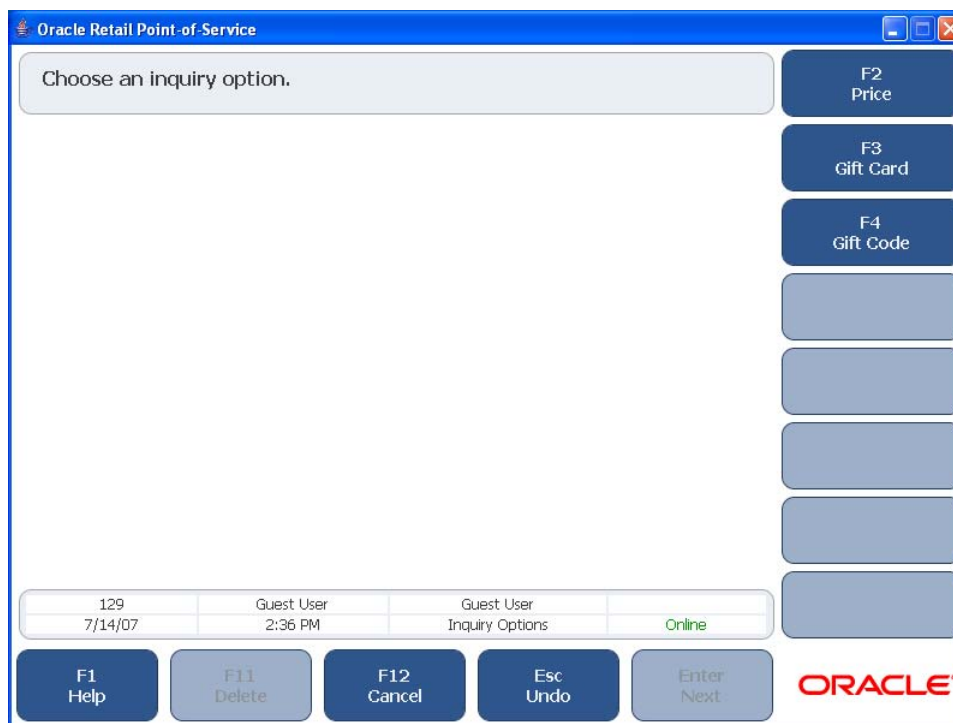 Oracle Retail Point-of-Service
Choose an inquiry option.
F2
Price
F3
Gift Card
F4
Gift Code
129 Guest User Guest User
7/14/07 2:36 PM Inquiry Options Online
F1
Help
F11
Delete
F12
Cancel
Esc
Undo
Enter
Next
ORACLE